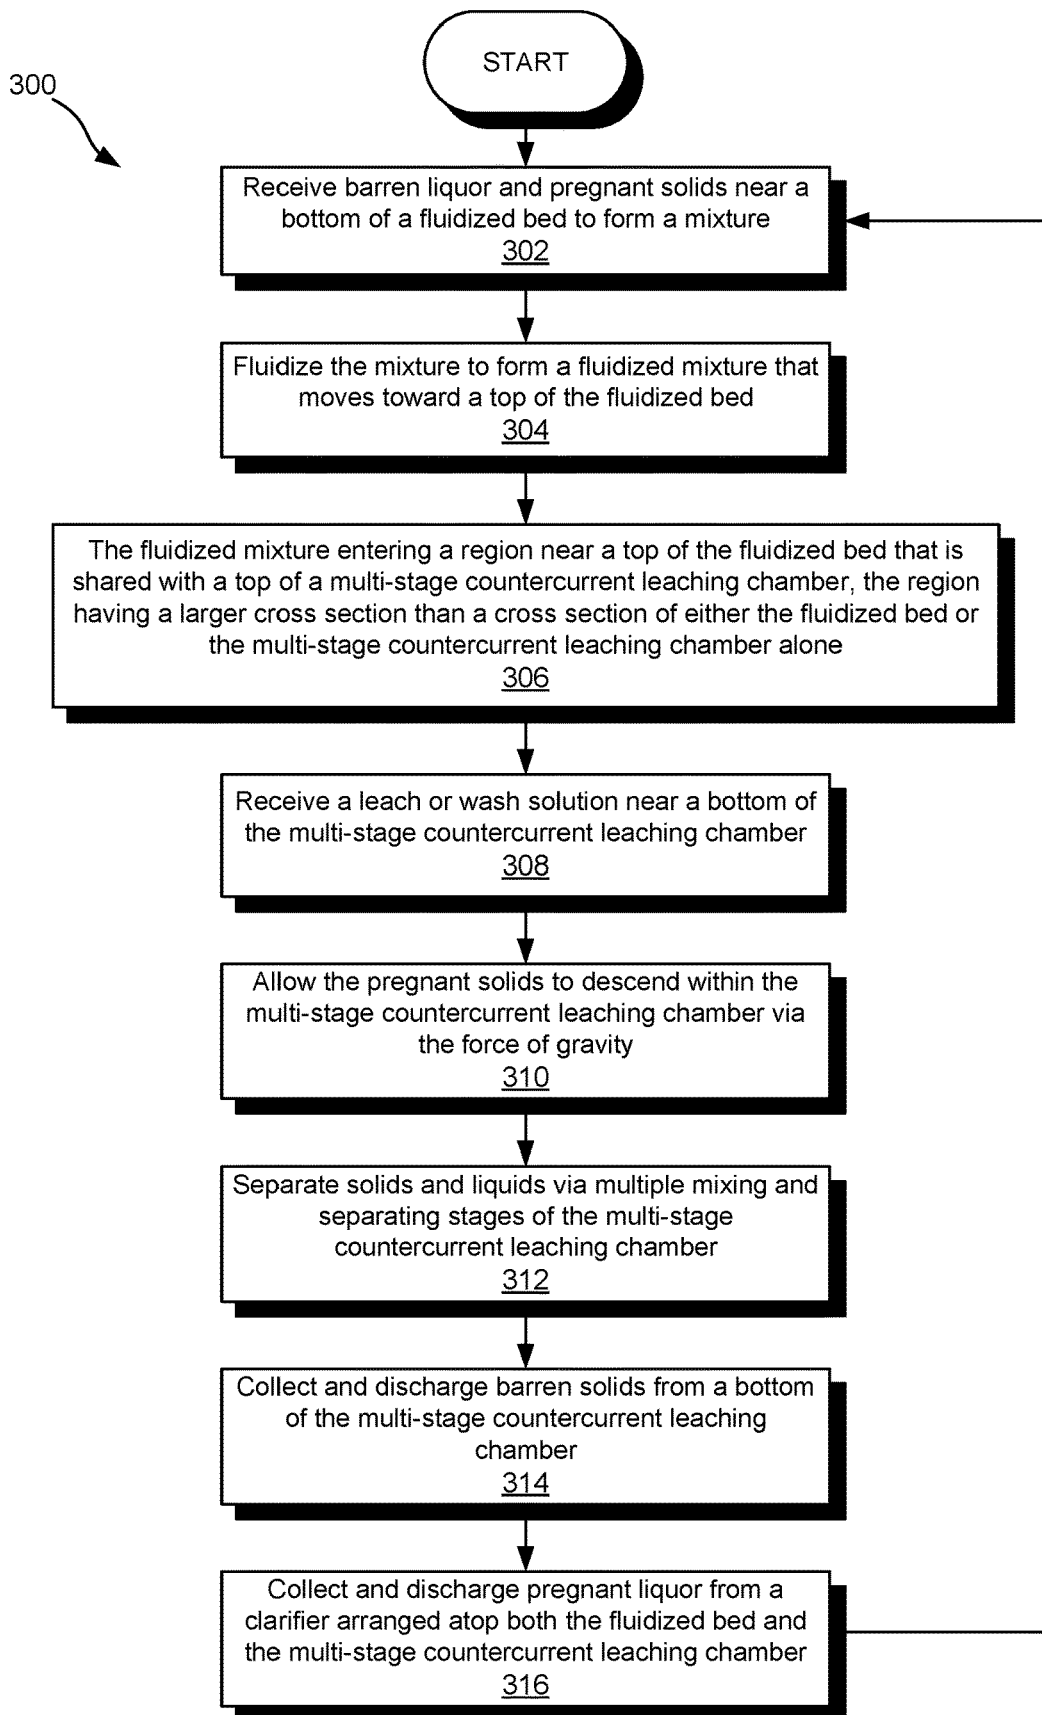 START
300
Receive barren liquor and pregnant solids near a
bottom of a fluidized bed to form a mixture
302
Fluidize the mixture to form a fluidized mixture that
moves toward a top of the fluidized bed
304
The fluidized mixture entering a region near a top of the fluidized bed that is
shared with a top of a multi-stage countercurrent leaching chamber, the region
having a larger cross section than a cross section of either the fluidized bed or
the multi-stage countercurrent leaching chamber alone
306
Receive a leach or wash solution near a bottom of
the multi-stage countercurrent leaching chamber
308
Allow the pregnant solids to descend within the
multi-stage countercurrent leaching chamber via
the force of gravity
310
Separate solids and liquids via multiple mixing and
separating stages of the multi-stage
countercurrent leaching chamber
312
Collect and discharge barren solids from a bottom
of the multi-stage countercurrent leaching
chamber
314
Collect and discharge pregnant liquor from a
clarifier arranged atop both the fluidized bed and
the multi-stage countercurrent leaching chamber
316